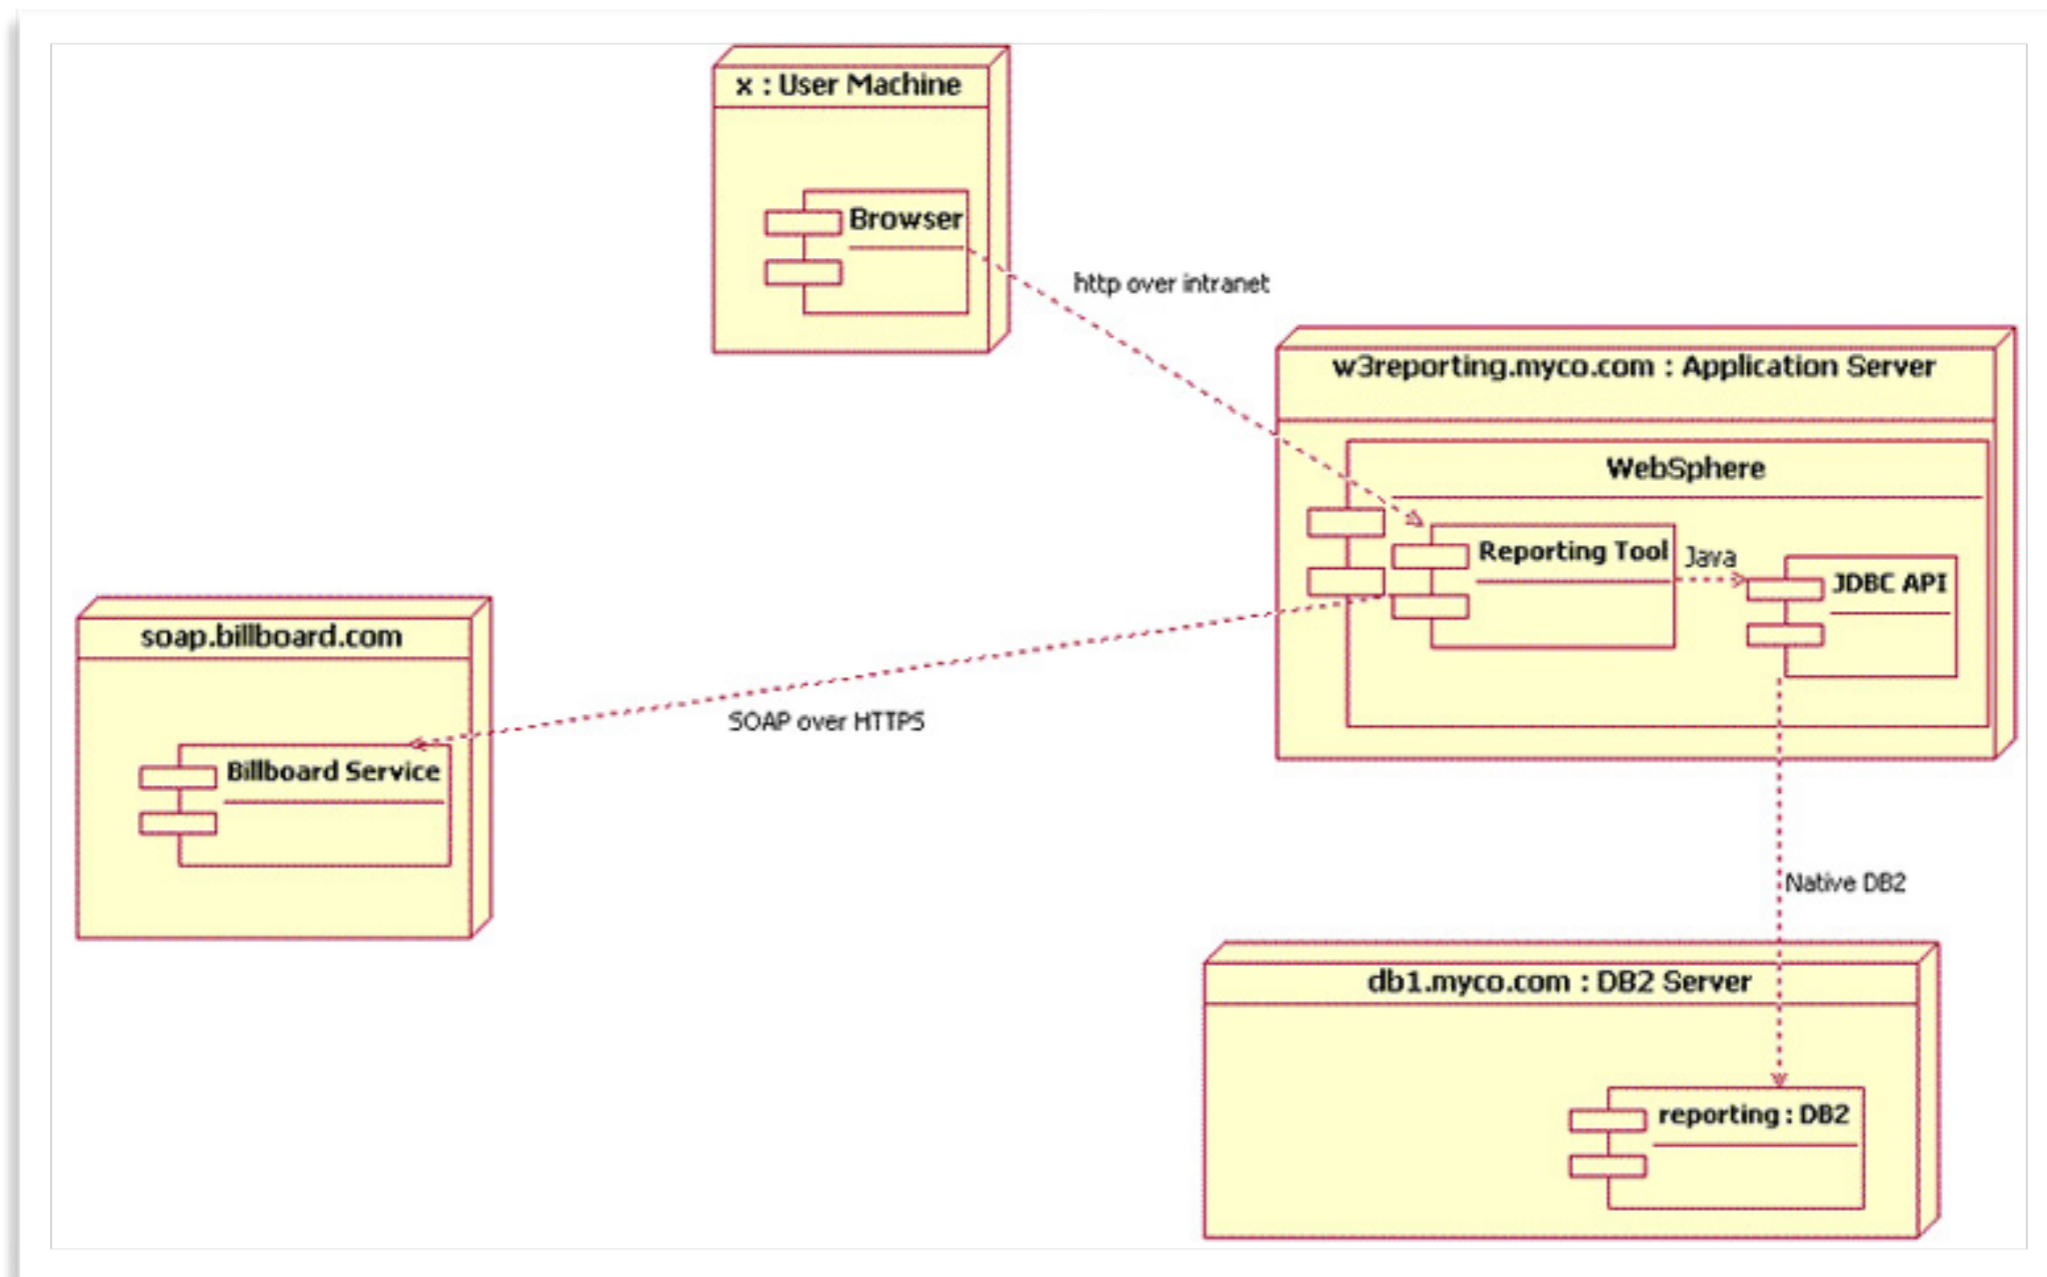 x : User Machine
Browser
http over intranet
w3reporting.myco.com : Application Server
WebSphere
Reporting Tool
Java
JDBC API
soap.billboard.com
SOAP over HTTPS
Billboard Service
Native DB2
db1.myco.com : DB2 Server
reporting : DB2